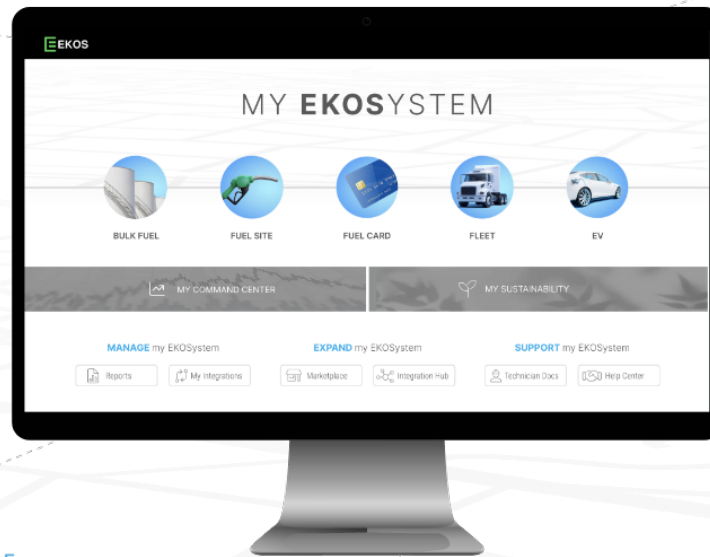 EKOS
MY EKOSYSTEM
BULK FUEL
FUEL SITE
FUEL CARD
FLEET
EV
MY COMMAND CENTER
MY SUSTAINABILITY
MANAGE my EKOSystem
EXPAND my EKOSystem
SUPPORT my EKOSystem
Reports
My Integrations
Marketplace
Integration Hub
Technician Docs
Help Center